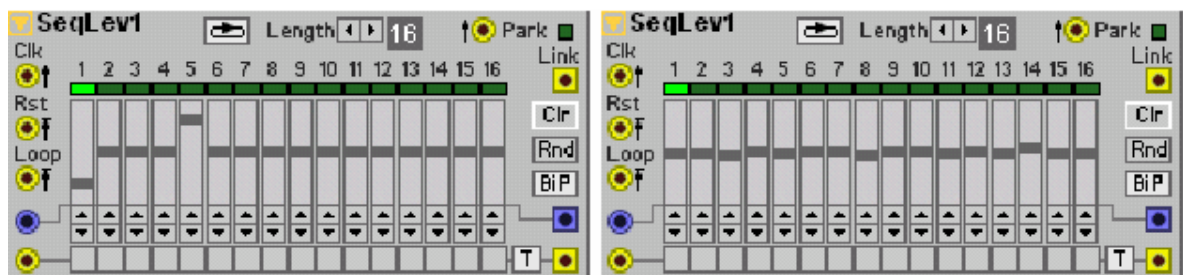 SeqLev1 Length 16 Park
Clk Link
1 2 3 4 5 6 7 8 9 10 11 12 13 14 15 16
Rst Clr
Loop Rnd
BiP
T
SeqLev1 Length 16 Park
Clk Link
1 2 3 4 5 6 7 8 9 10 11 12 13 14 15 16
Rst Clr
Loop Rnd
BiP
T